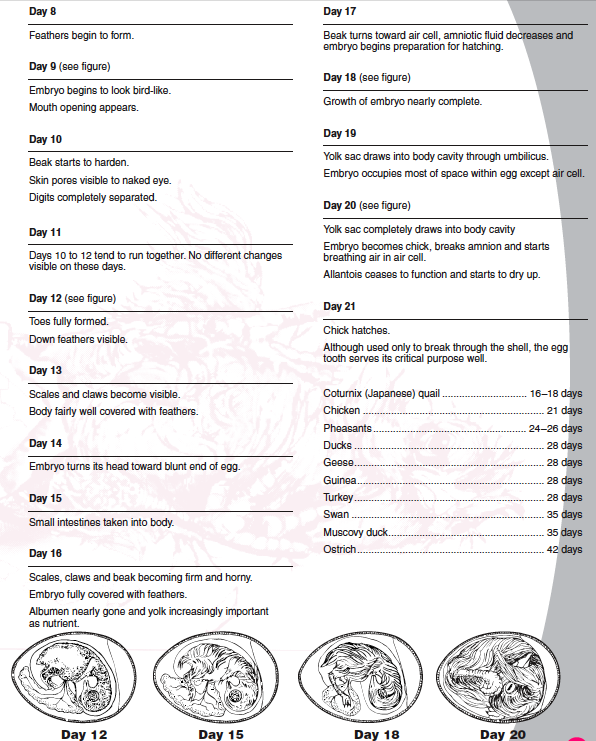 Day 8
Feathers begin to form.
Day 9 (see figure)
Embryo begins to look bird-like.
Mouth opening appears.
Day 10
Beak starts to harden.
Skin pores visible to naked eye.
Digits completely separated.
Day 11
Days 10 to 12 tend to run together. No different changes
visible on these days.
Day 12 (see figure)
Toes fully formed.
Down feathers visible.
Day 13
Scales and claws become visible.
Body fairly well covered with feathers.
Day 14
Embryo turns its head toward blunt end of egg.
Day 15
Small intestines taken into body.
Day 16
Scales, claws and beak becoming firm and horny.
Embryo fully covered with feathers.
Albumen nearly gone and yolk increasingly important
as nutrient.
Day 17
Beak turns toward air cell, amniotic fluid decreases and
embryo begins preparation for hatching.
Day 18 (see figure)
Growth of embryo nearly complete.
Day 19
Yolk sac draws into body cavity through umbilicus.
Embryo occupies most of space within egg except air cell.
Day 20 (see figure)
Yolk sac completely draws into body cavity
Embryo becomes chick, breaks amnion and starts
breathing air in air cell.
Allantois ceases to function and starts to dry up.
Day 21
Chick hatches.
Although used only to break through the shell, the egg
tooth serves its critical purpose well.
Coturnix (Japanese) quail ............................. 16–18 days
Chicken ............................................................... 21 days
Pheasants..................................................... 24–26 days
Ducks ................................................................... 28 days
Geese.................................................................. 28 days
Guinea................................................................. 28 days
Turkey.................................................................. 28 days
Swan ................................................................... 35 days
Muscovy duck...................................................... 35 days
Ostrich................................................................. 42 days
Day 12
Day 15
Day 18
Day 20